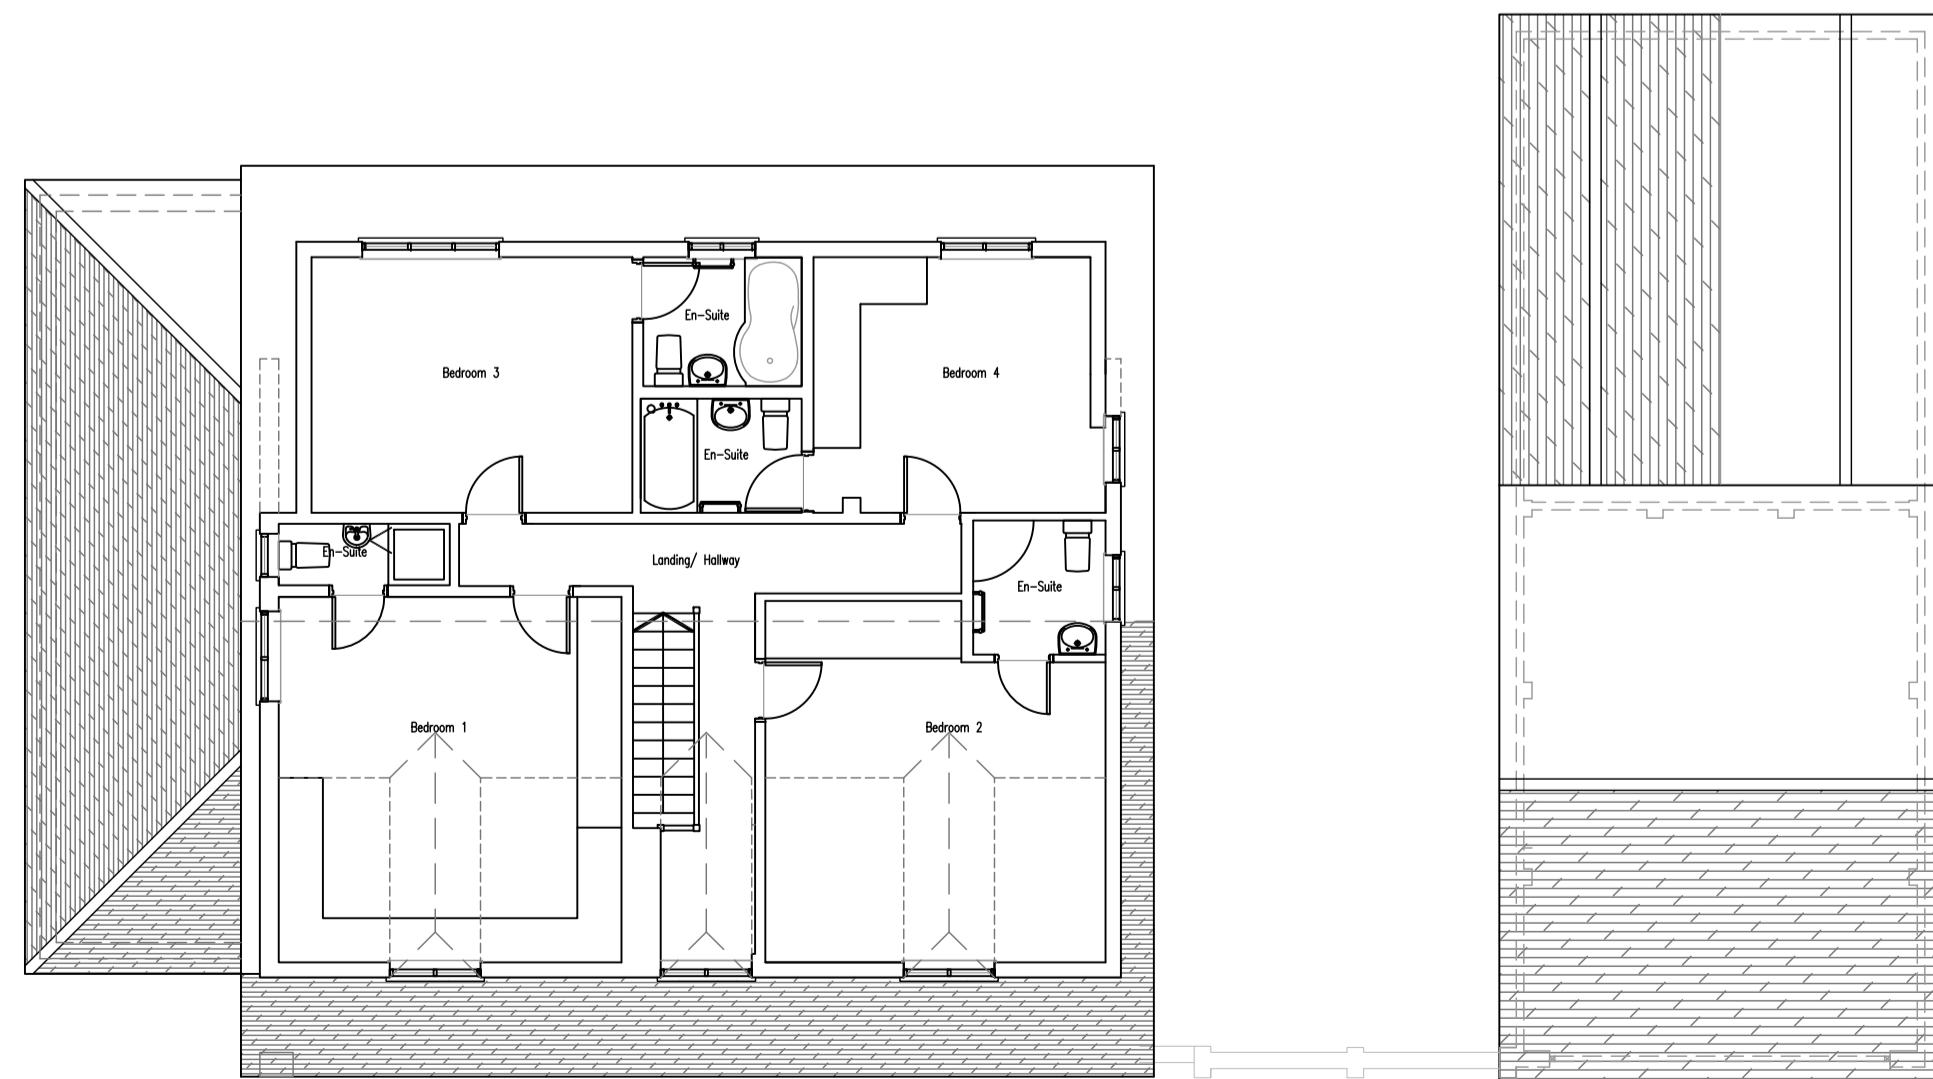 En-Suite
Bedroom 3
Bedroom 4
En-Suite
En-Suite
Landing/ Hallway
En-Suite
Bedroom 1
Bedroom 2